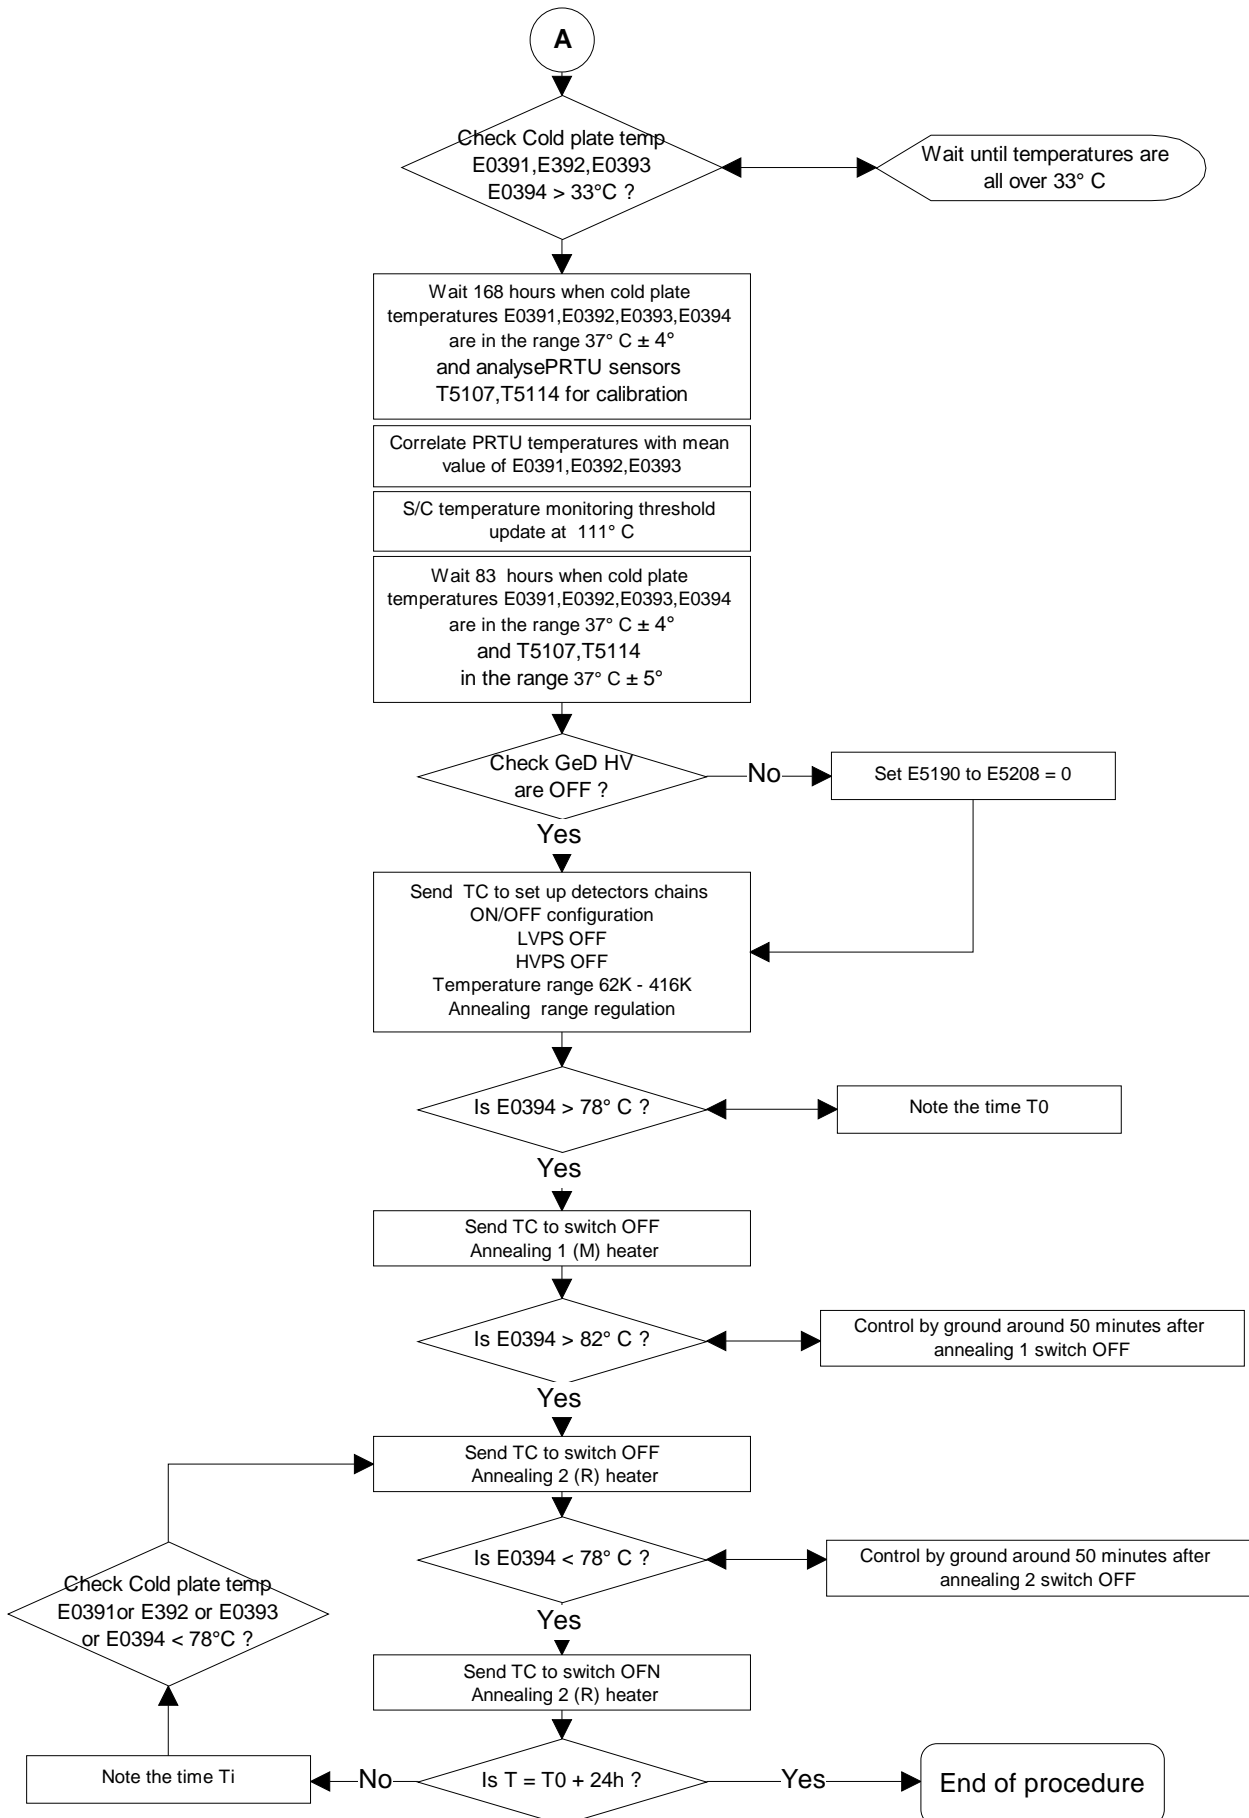 A
Check Cold plate temp
E0391,E392,E0393
E0394 > 33°C ?
Wait until temperatures are
all over 33° C
Wait 168 hours when cold plate
temperatures E0391,E0392,E0393,E0394
are in the range 37° C ± 4°
and analysePRTU sensors
T5107,T5114 for calibration
Correlate PRTU temperatures with mean
value of E0391,E0392,E0393
S/C temperature monitoring threshold
update at 111° C
Wait 83 hours when cold plate
temperatures E0391,E0392,E0393,E0394
are in the range 37° C ± 4°
and T5107,T5114
in the range 37° C ± 5°
Check GeD HV
are OFF ?
No
Set E5190 to E5208 = 0
Yes
Send TC to set up detectors chains
ON/OFF configuration
LVPS OFF
HVPS OFF
Temperature range 62K - 416K
Annealing range regulation
Is E0394 > 78° C ?
Note the time T0
Yes
Send TC to switch OFF
Annealing 1 (M) heater
Is E0394 > 82° C ?
Control by ground around 50 minutes after
annealing 1 switch OFF
Yes
Send TC to switch OFF
Annealing 2 (R) heater
Is E0394 < 78° C ?
Control by ground around 50 minutes after
annealing 2 switch OFF
Check Cold plate temp
E0391or E392 or E0393
or E0394 < 78°C ?
Yes
Send TC to switch OFN
Annealing 2 (R) heater
Note the time Ti
No
Is T = T0 + 24h ?
Yes
End of procedure